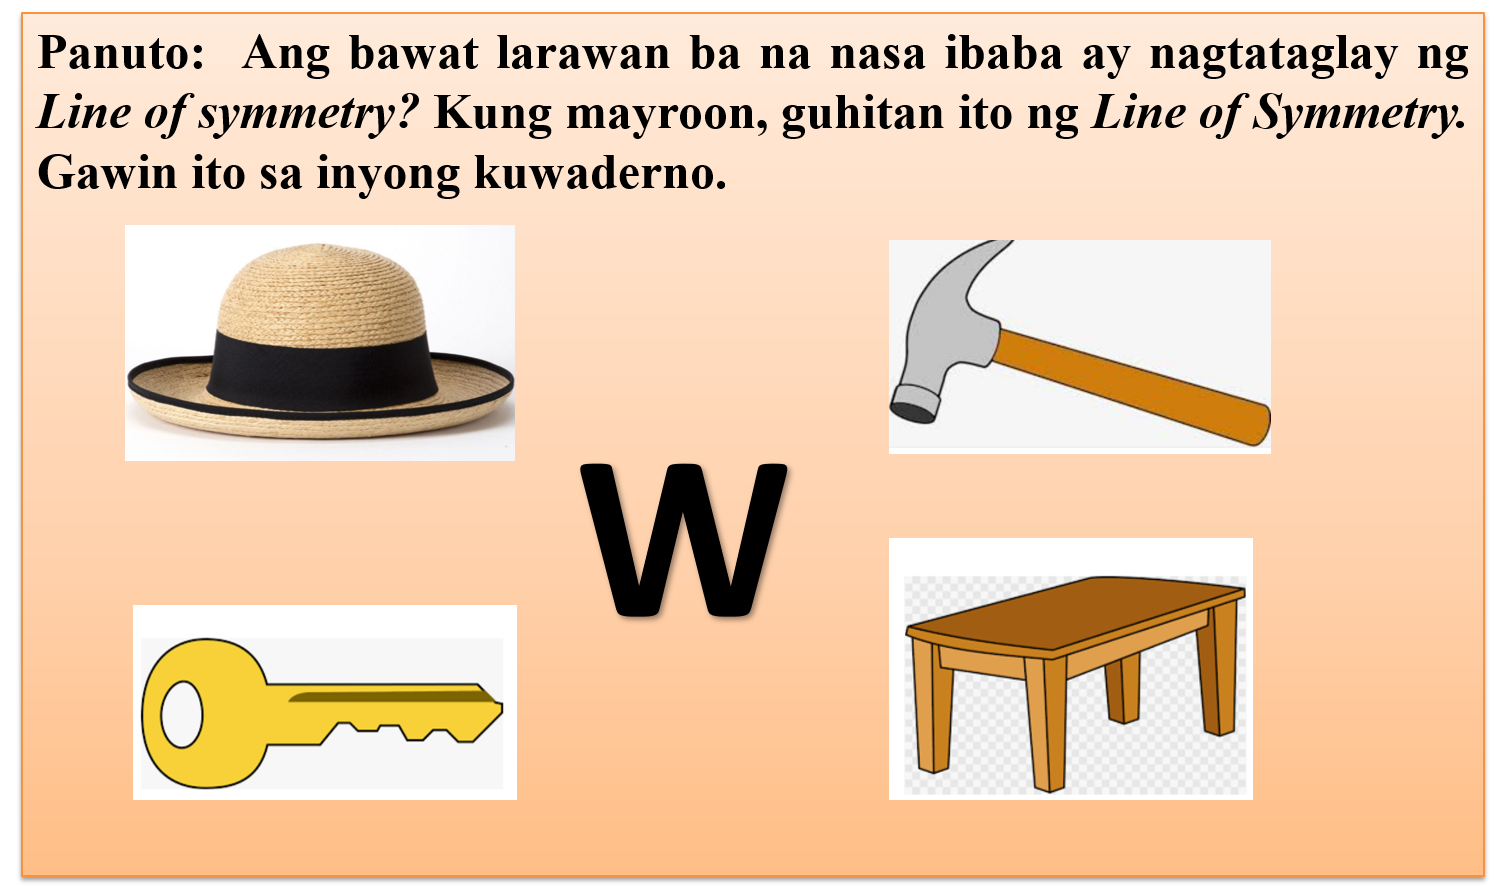 Panuto: Ang bawat larawan ba na nasa ibaba ay nagtataglay ng
Line of symmetry? Kung mayroon, guhitan ito ng Line of Symmetry.
Gawin ito sa inyong kuwaderno.
W